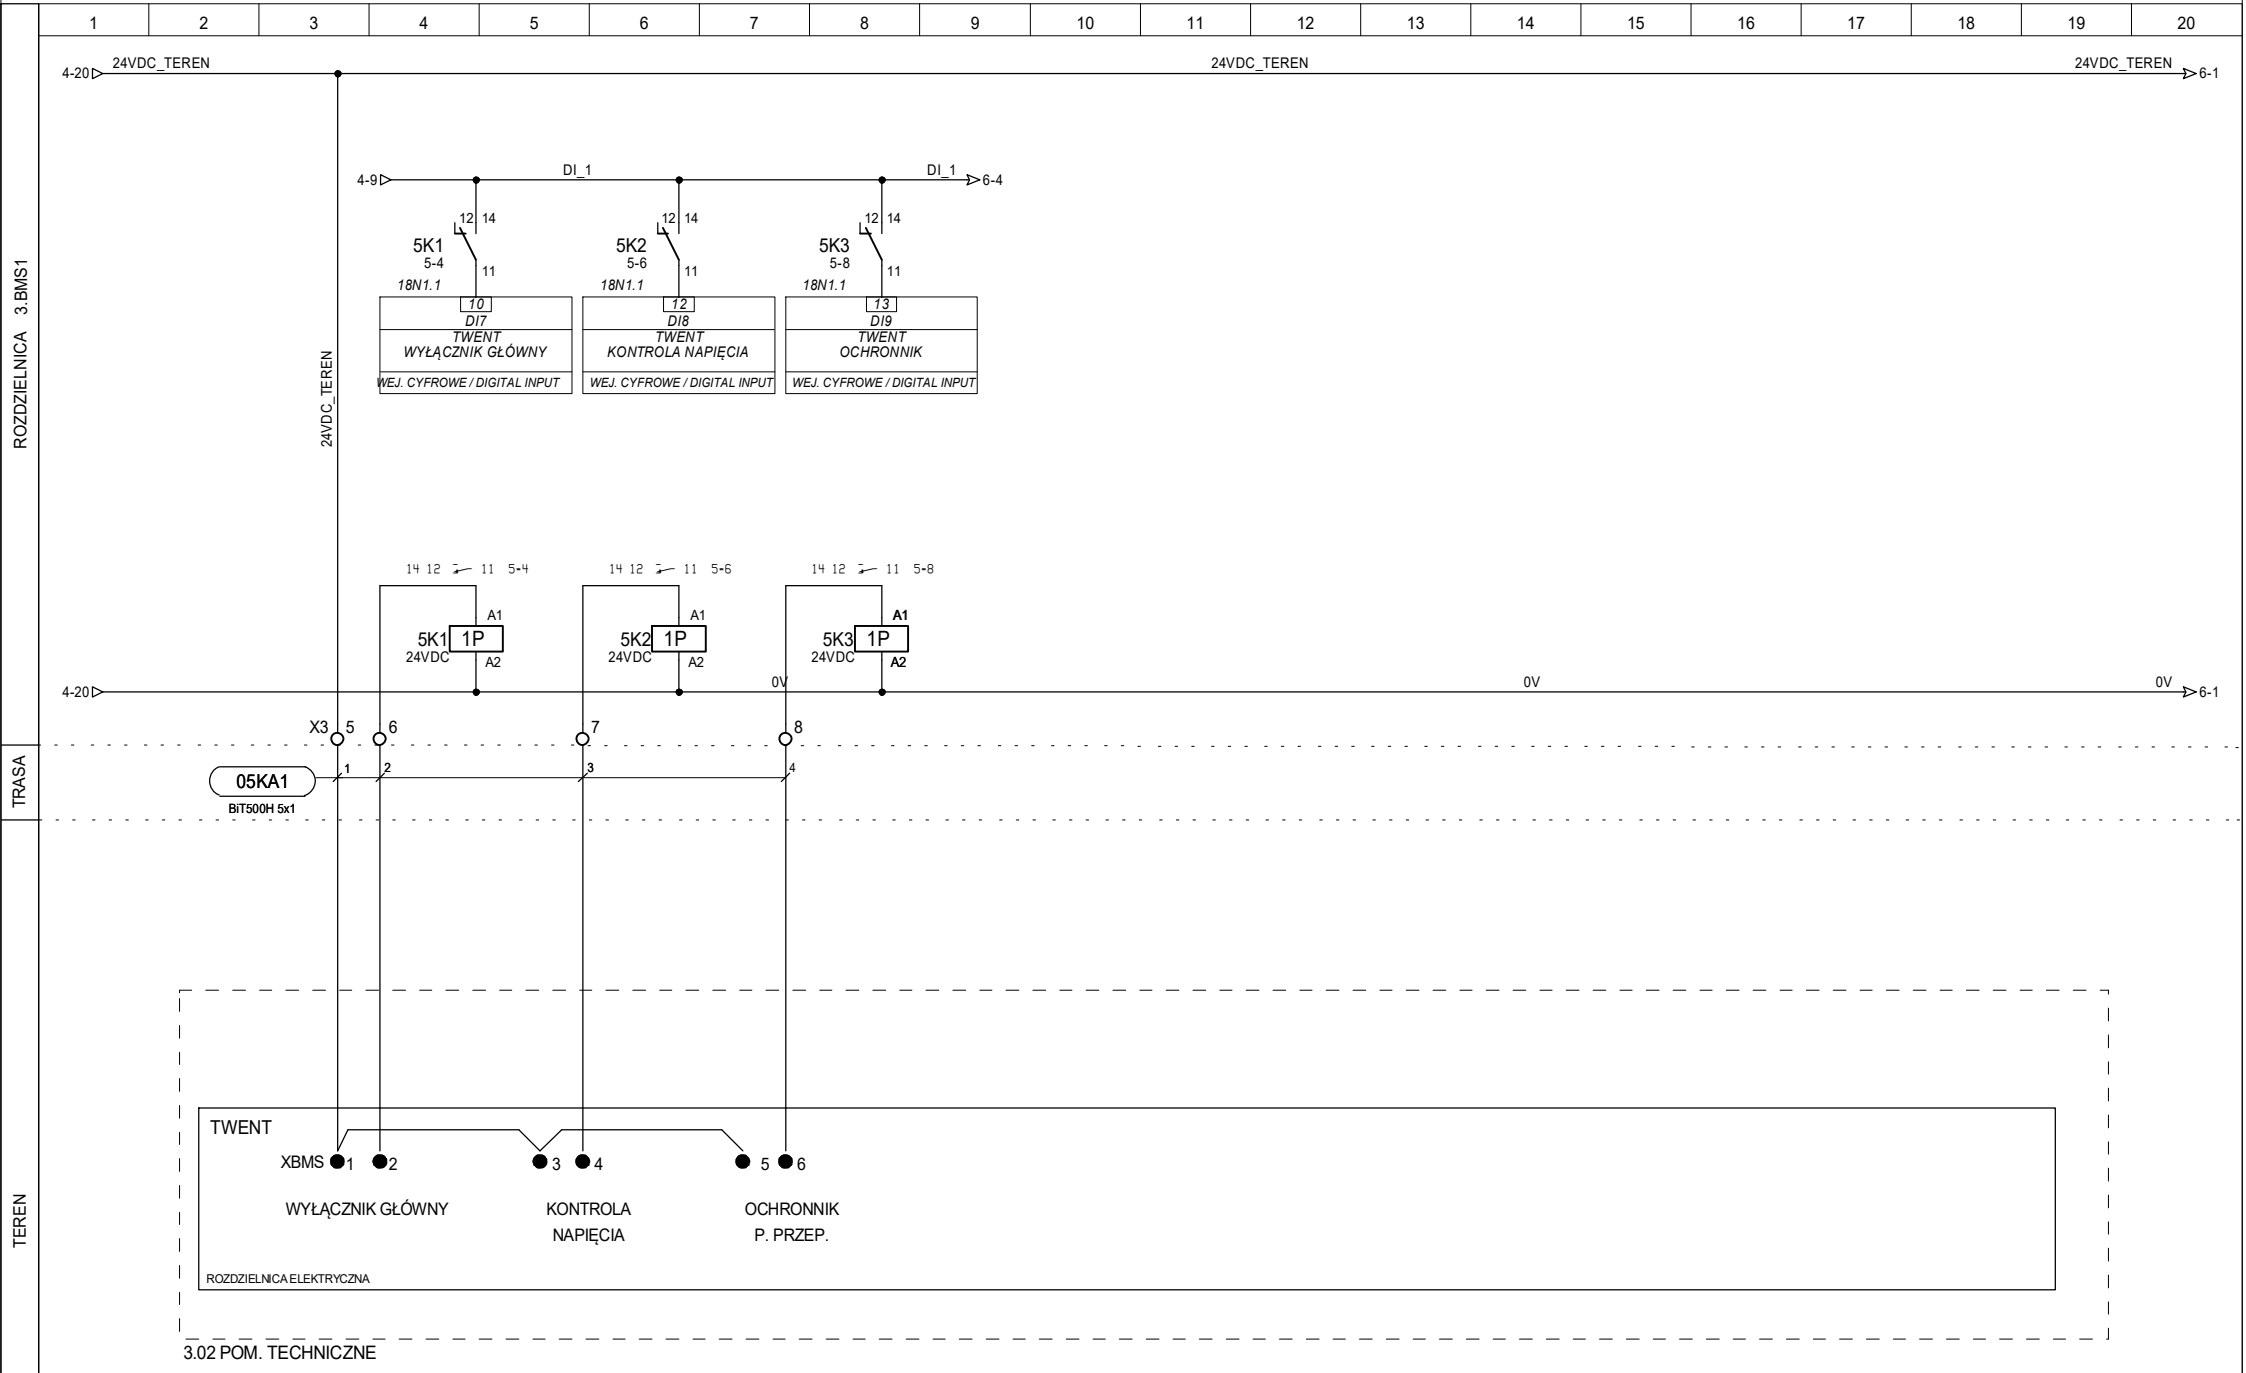 1 2 3 4 5 6 7 8 9 10 11 12 13 14 15 16 17 18 19 20
4-20 24VDC_TEREN 24VDC_TEREN 24VDC_TEREN 6-1
4-9 DI_1 DI_1 6-4
12 14 12 14 12 14
5K1 5K2 5K3
5-4 5-6 5-8
11 11 11
18N1.1 18N1.1 18N1.1
10 12 13
DI7 DI8 DI9
TWENT TWENT TWENT
WYŁĄCZNIK GŁÓWNY KONTROLA NAPIĘCIA OCHRONNIK
WEJ. CYFROWE / DIGITAL INPUT WEJ. CYFROWE / DIGITAL INPUT WEJ. CYFROWE / DIGITAL INPUT
24VDC_TEREN
ROZDZIELNICA 3.BMS1
14 12 11 5-4 14 12 11 5-6 14 12 11 5-8
A1 A1 A1
5K1 1P 5K2 1P 5K3 1P
24VDC A2 24VDC A2 24VDC A2
4-20 0V 0V 0V 6-1
X3 5 6 7 8
TRASA
1 2 3 4
05KA1
BiT500H 5x1
TEREN
TWENT
XBMS 1 2 3 4 5 6
WYŁĄCZNIK GŁÓWNY KONTROLA OCHRONNIK
NAPIĘCIA P. PRZEP.
ROZDZIELNICA ELEKTRYCZNA
3.02 POM. TECHNICZNE